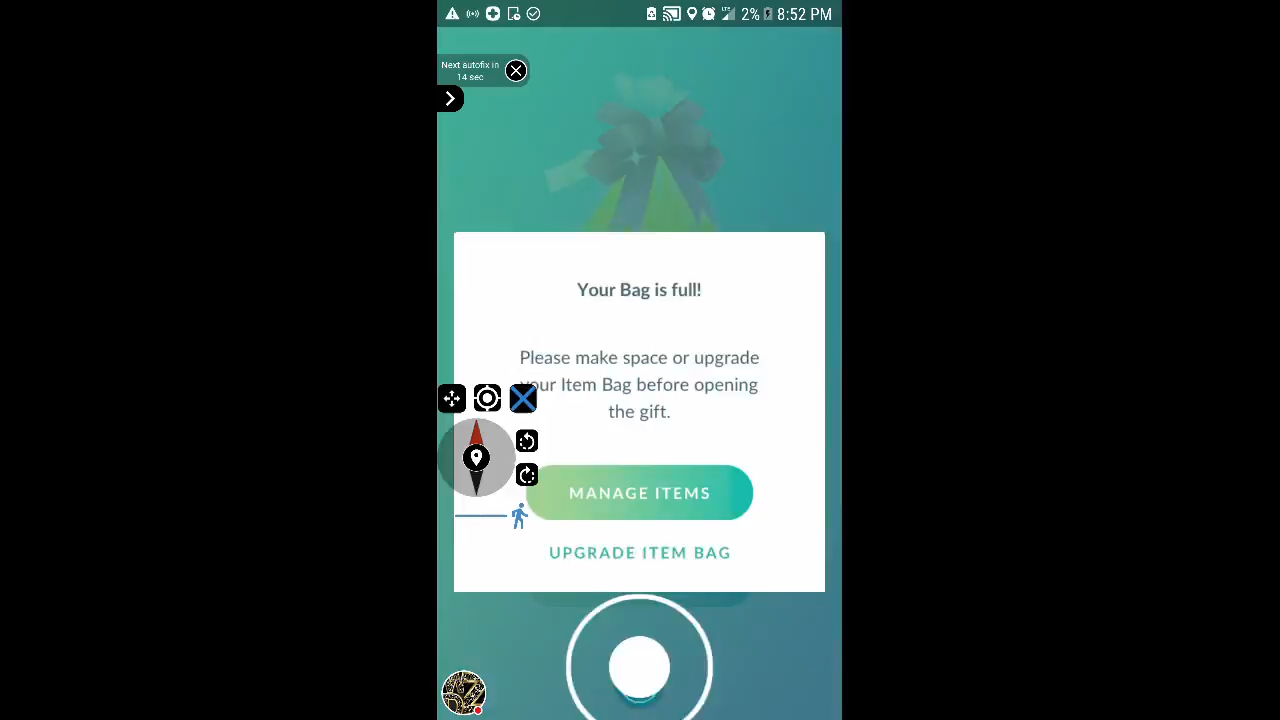 LTE 2% 8:52 PM
Next autofix in
14 sec
Your Bag is full!
Please make space or upgrade
your Item Bag before opening
the gift.
MANAGE ITEMS
UPGRADE ITEM BAG